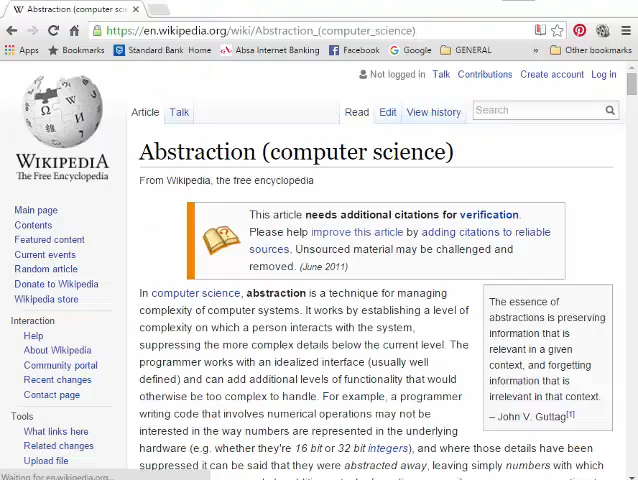 Abstraction (computer scie
https://en.wikipedia.org/wiki/Abstraction_(computer_science)
Apps Bookmarks Standard Bank Home Absa Internet Banking Facebook Google GENERAL » Other bookmarks
Not logged in Talk Contributions Create account Log in
Article Talk Read Edit View history Search
WIKIPEDIA
The Free Encyclopedia
Main page
Contents
Featured content
Current events
Random article
Donate to Wikipedia
Wikipedia store
Interaction
Help
About Wikipedia
Community portal
Recent changes
Contact page
Tools
What links here
Related changes
Upload file
Abstraction (computer science)
From Wikipedia, the free encyclopedia
This article needs additional citations for verification.
Please help improve this article by adding citations to reliable
sources. Unsourced material may be challenged and
removed. (June 2011)
In computer science, abstraction is a technique for managing
complexity of computer systems. It works by establishing a level of
complexity on which a person interacts with the system,
suppressing the more complex details below the current level. The
programmer works with an idealized interface (usually well
defined) and can add additional levels of functionality that would
otherwise be too complex to handle. For example, a programmer
writing code that involves numerical operations may not be
interested in the way numbers are represented in the underlying
hardware (e.g. whether they're 16 bit or 32 bit integers), and where those details have been
suppressed it can be said that they were abstracted away, leaving simply numbers with which
The essence of
abstractions is preserving
information that is
relevant in a given
context, and forgetting
information that is
irrelevant in that context.
– John V. Guttag[1]
Waiting for en.wikipedia.org...